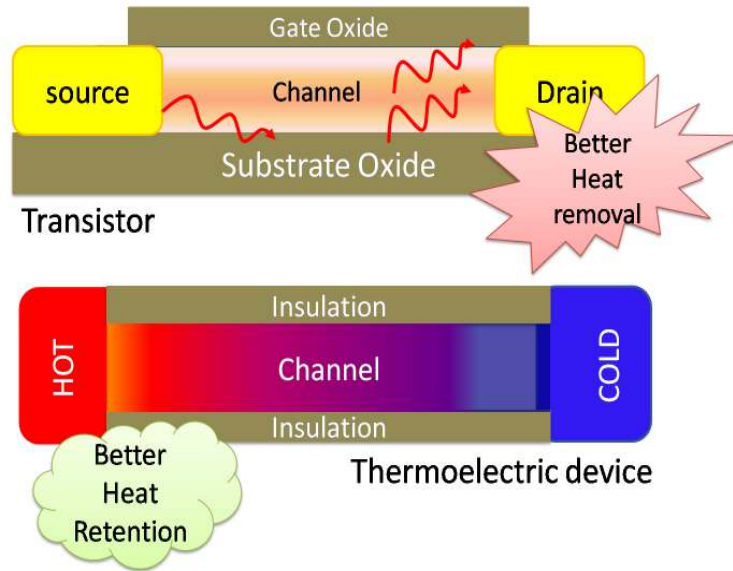 Gate Oxide
source
Channel
Drain
Substrate Oxide
Better
Heat
removal
Transistor
Insulation
HOT
Channel
COLD
Insulation
Better
Heat
Retention
Thermoelectric device